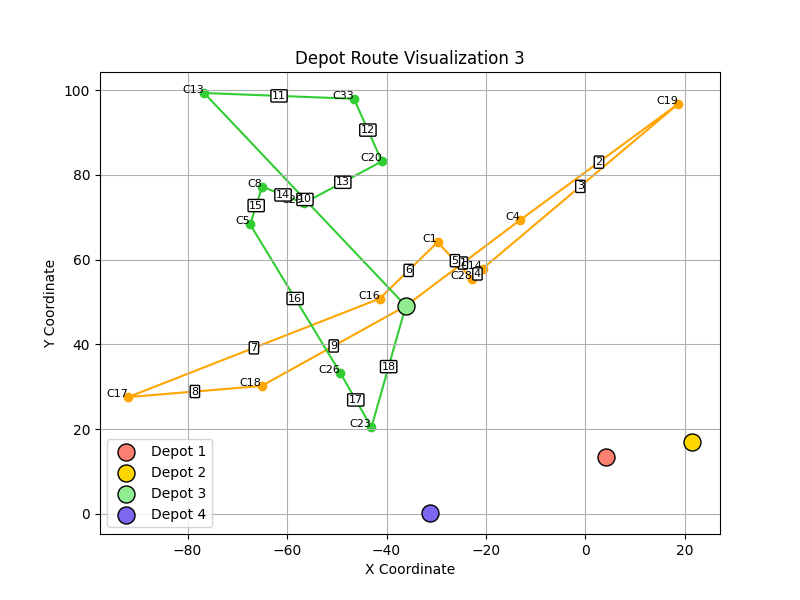 Depot Route Visualization 3
Y Coordinate
100
80
60
40
20
0
C13
11
C33
C19
12
C20
2
13
3
C8
14
10
15
C5
C4
C1
5
C14
6
C28
4
16
C16
7
9
C26
18
C17
8
C18
17
C23
Depot 1
Depot 2
Depot 3
Depot 4
−80
−60
−40
−20
0
20
X Coordinate